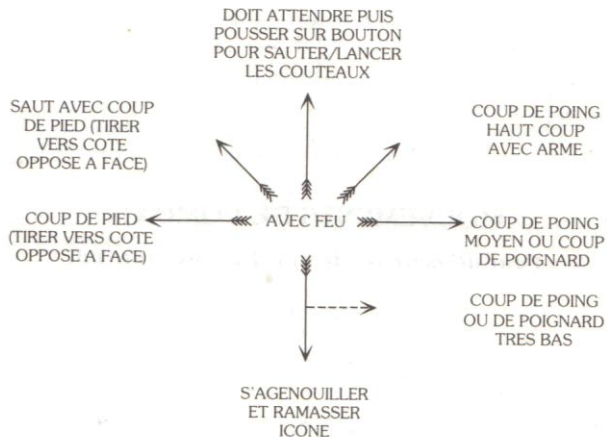 DOIT ATTENDRE PUIS
POUSSER SUR BOUTON
POUR SAUTER/LANCER
LES COUTEAUX
SAUT AVEC COUP
DE PIED (TIRER
VERS COTE
OPPOSE A FACE)
COUP DE POING
HAUT COUP
AVEC ARME
COUP DE PIED
(TIRER VERS COTE
OPPOSE A FACE)
AVEC FEU
COUP DE POING
MOYEN OU COUP
DE POIGNARD
COUP DE POING
OU DE POIGNARD
TRES BAS
S'AGENOUILLER
ET RAMASSER
ICONE